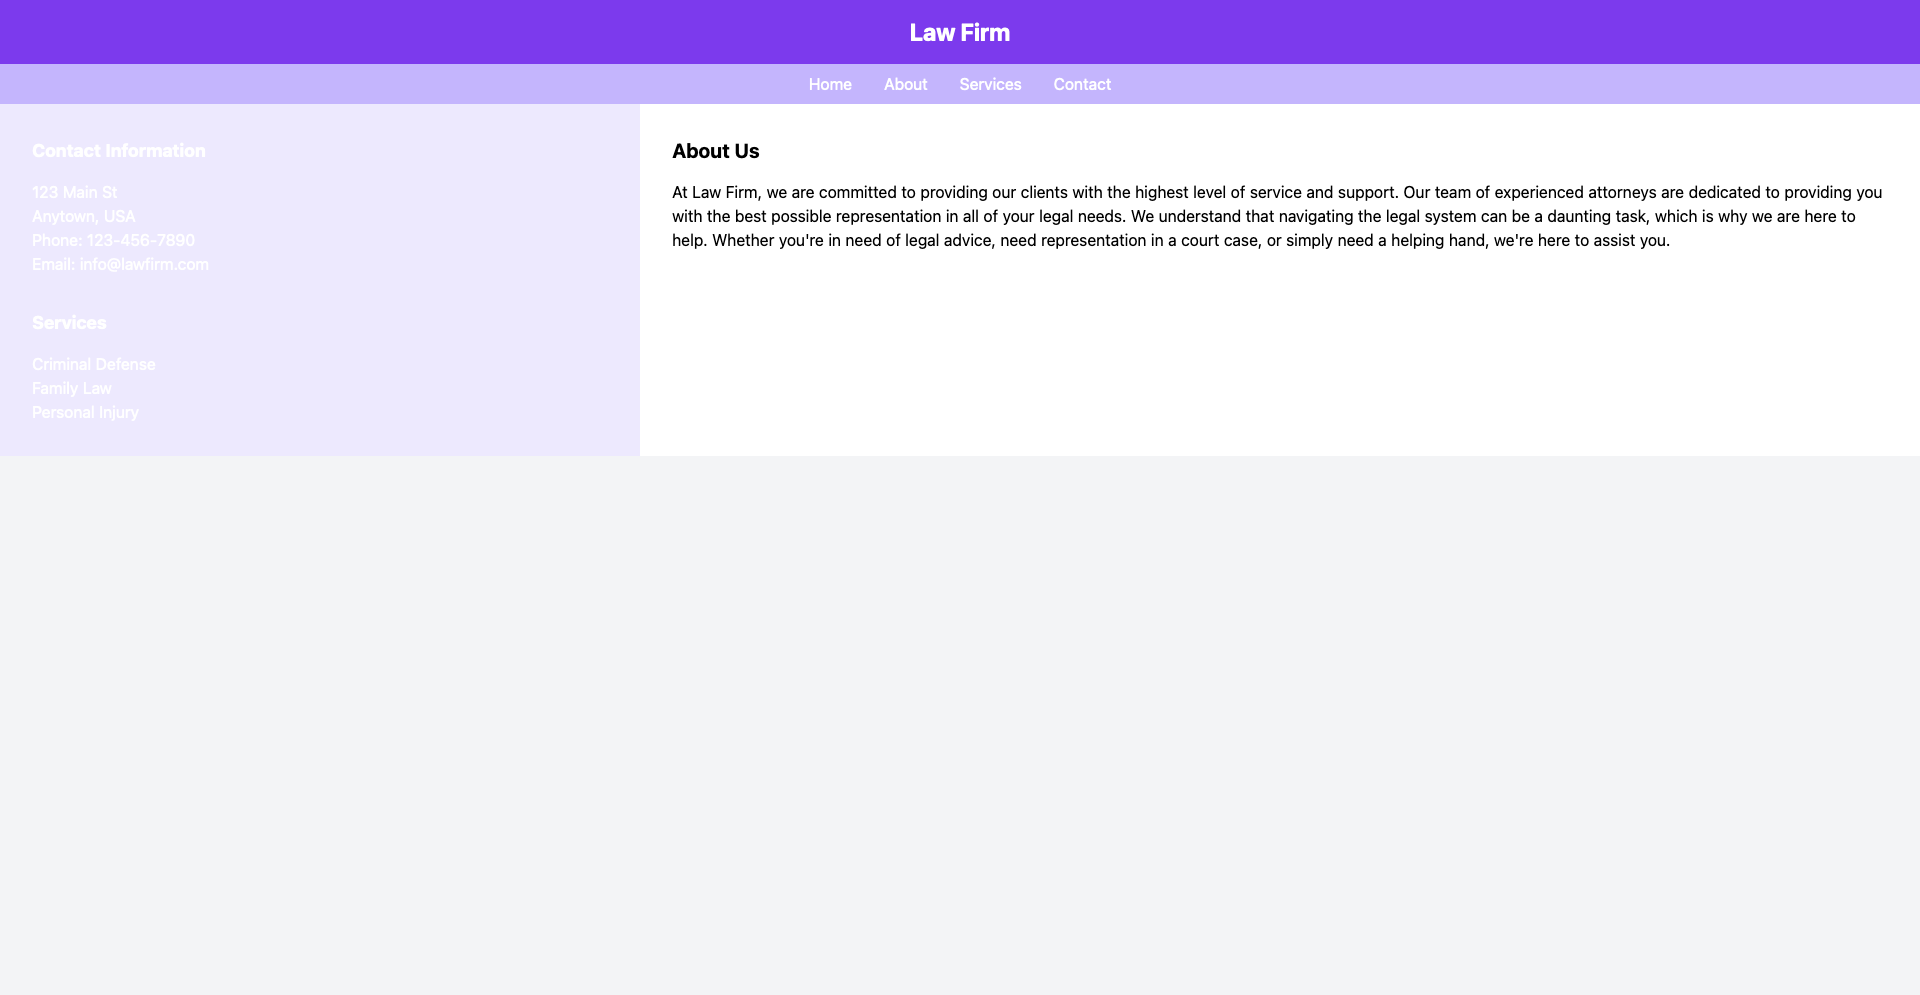 Law Firm
Home About Services Contact
Contact Information
123 Main St
Anytown, USA
Phone: 123-456-7890
Email: info@lawfirm.com
Services
Criminal Defense
Family Law
Personal Injury
About Us
At Law Firm, we are committed to providing our clients with the highest level of service and support. Our team of experienced attorneys are dedicated to providing you
with the best possible representation in all of your legal needs. We understand that navigating the legal system can be a daunting task, which is why we are here to
help. Whether you're in need of legal advice, need representation in a court case, or simply need a helping hand, we're here to assist you.